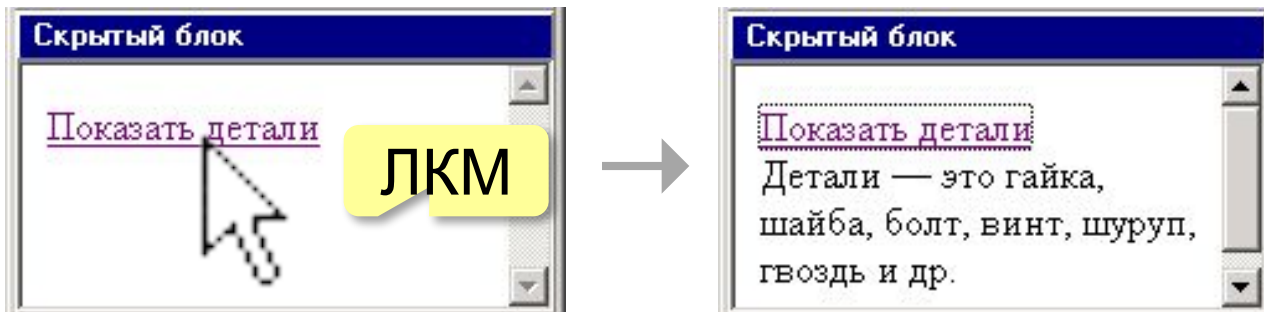 Скрытый блок
Показать детали
ЛКМ
Скрытый блок
Показать детали
Детали — это гайка,
шайба, болт, винт, шуруп,
гвоздь и др.